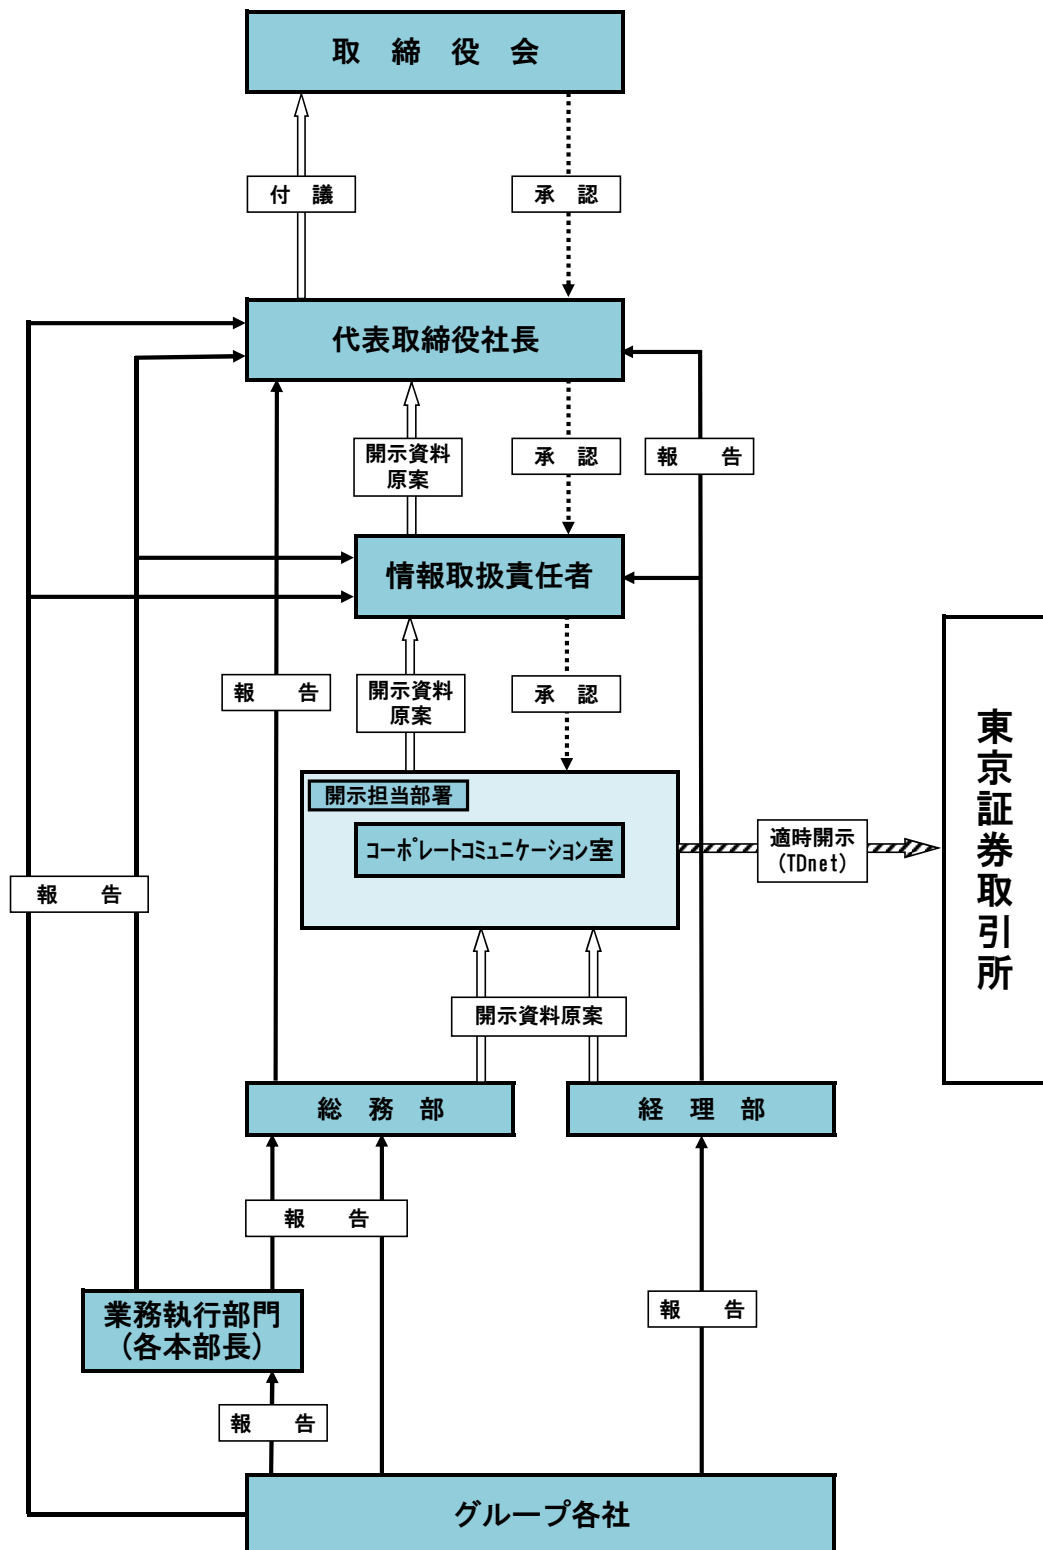 取　締　役　会
付　議
承　認
代表取締役社長
開示資料
原案
承　認
報　　告
情報取扱責任者
報　　告
開示資料
原案
承　認
東京証券取引所
開示担当部署
コーポレートコミュニケーション室
適時開示
(TDnet)
報　　告
開示資料原案
総　務　部
経　理　部
報　　告
業務執行部門
（各本部長）
報　　告
報　　告
グループ各社